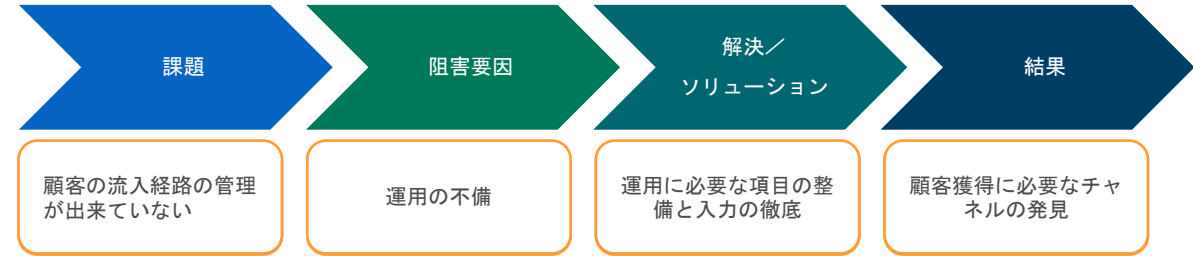 課題
阻害要因
解決／
ソリューション
結果
顧客の流入経路の管理
が出来ていない
運用の不備
運用に必要な項目の整
備と入力の徹底
顧客獲得に必要なチャ
ネルの発見